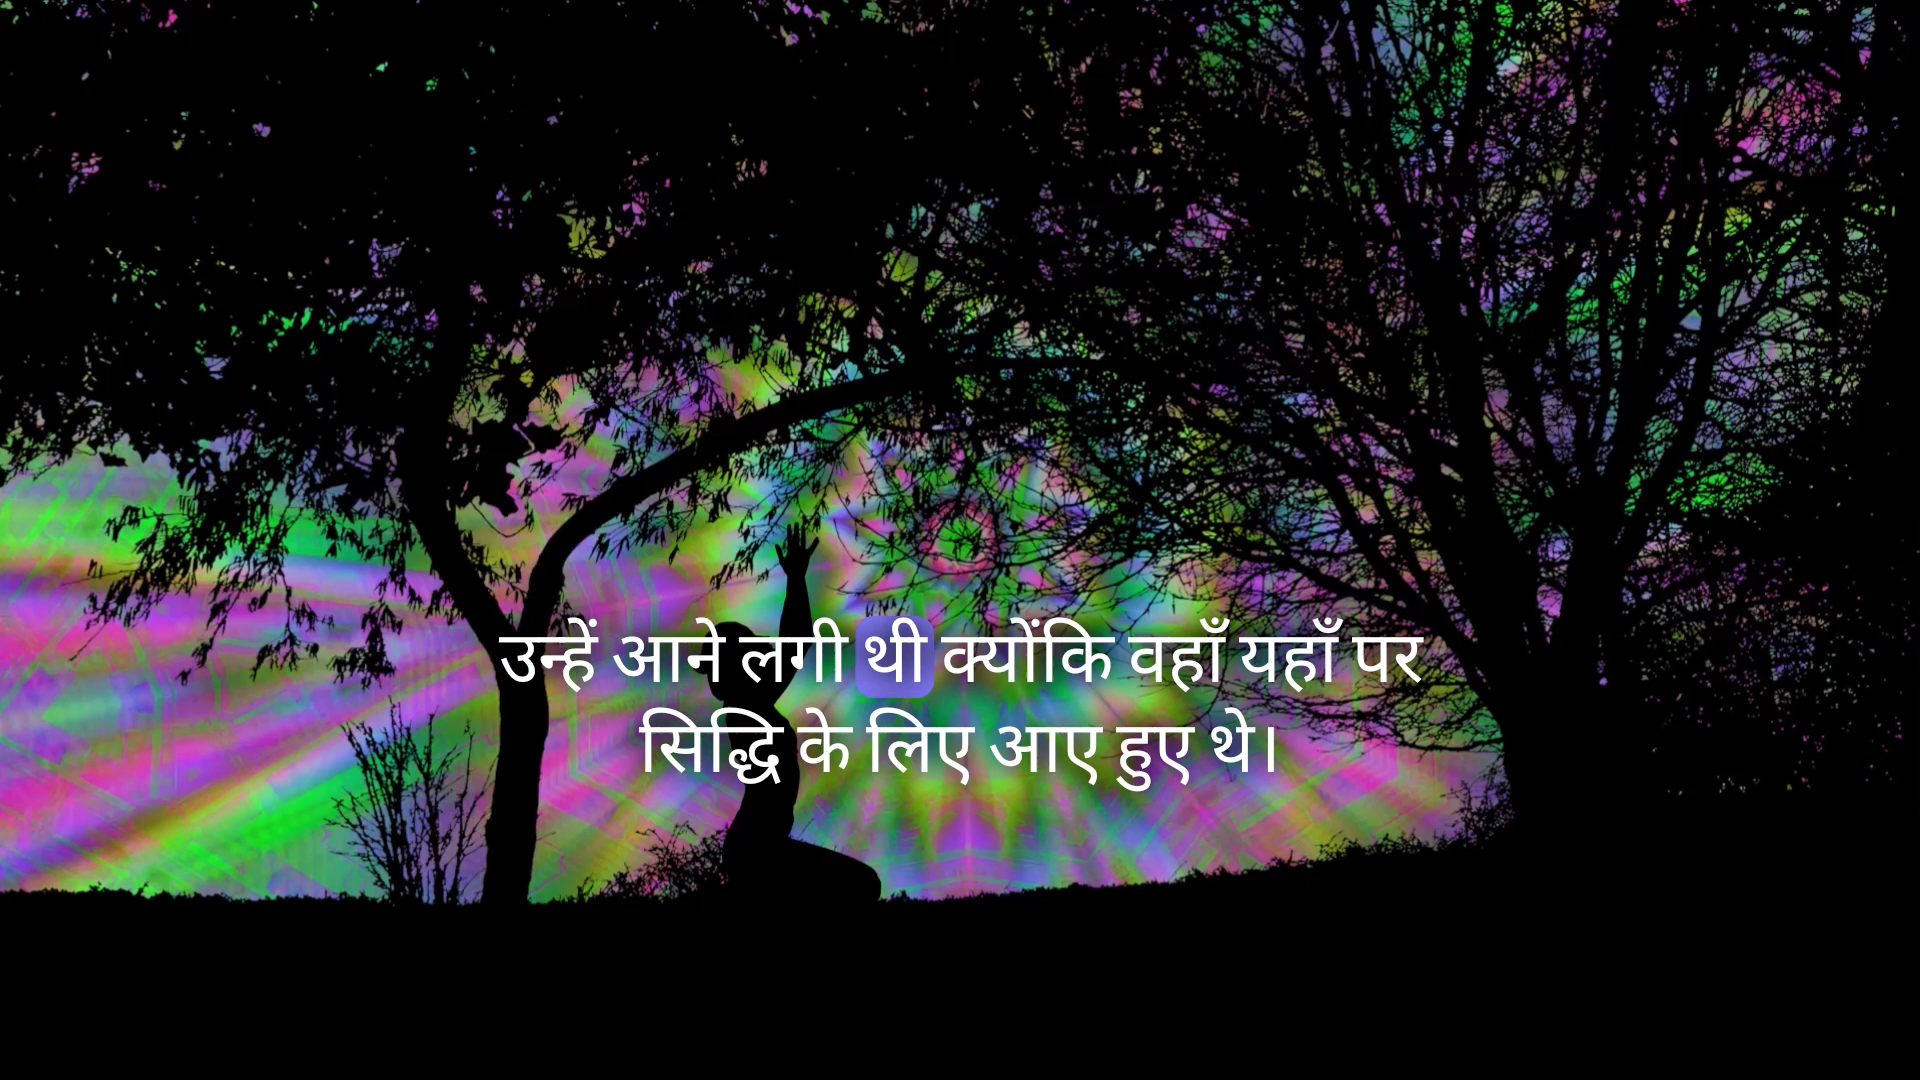 उन्हें आने लगी थी क्योंकि वहाँ यहाँ पर
सिद्धि के लिए आए हुए थे।